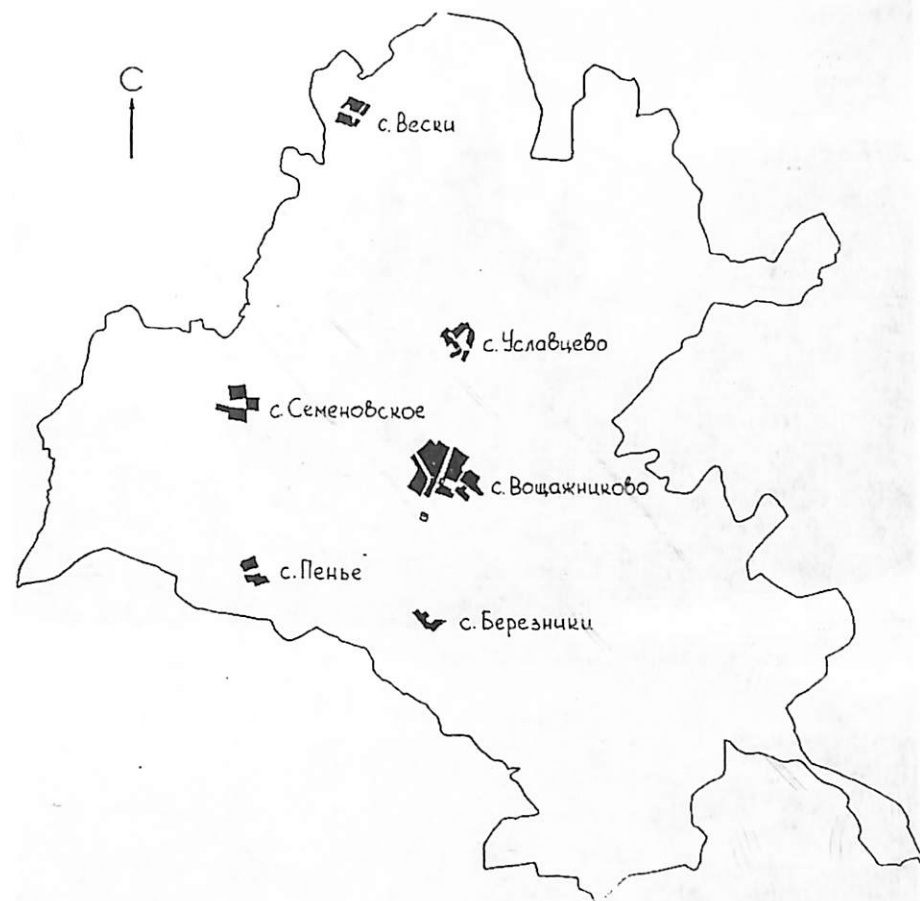 С
с. Вески
с. Уславцево
с. Семеновское
с. Вощажниково
с. Пенье
с. Березники